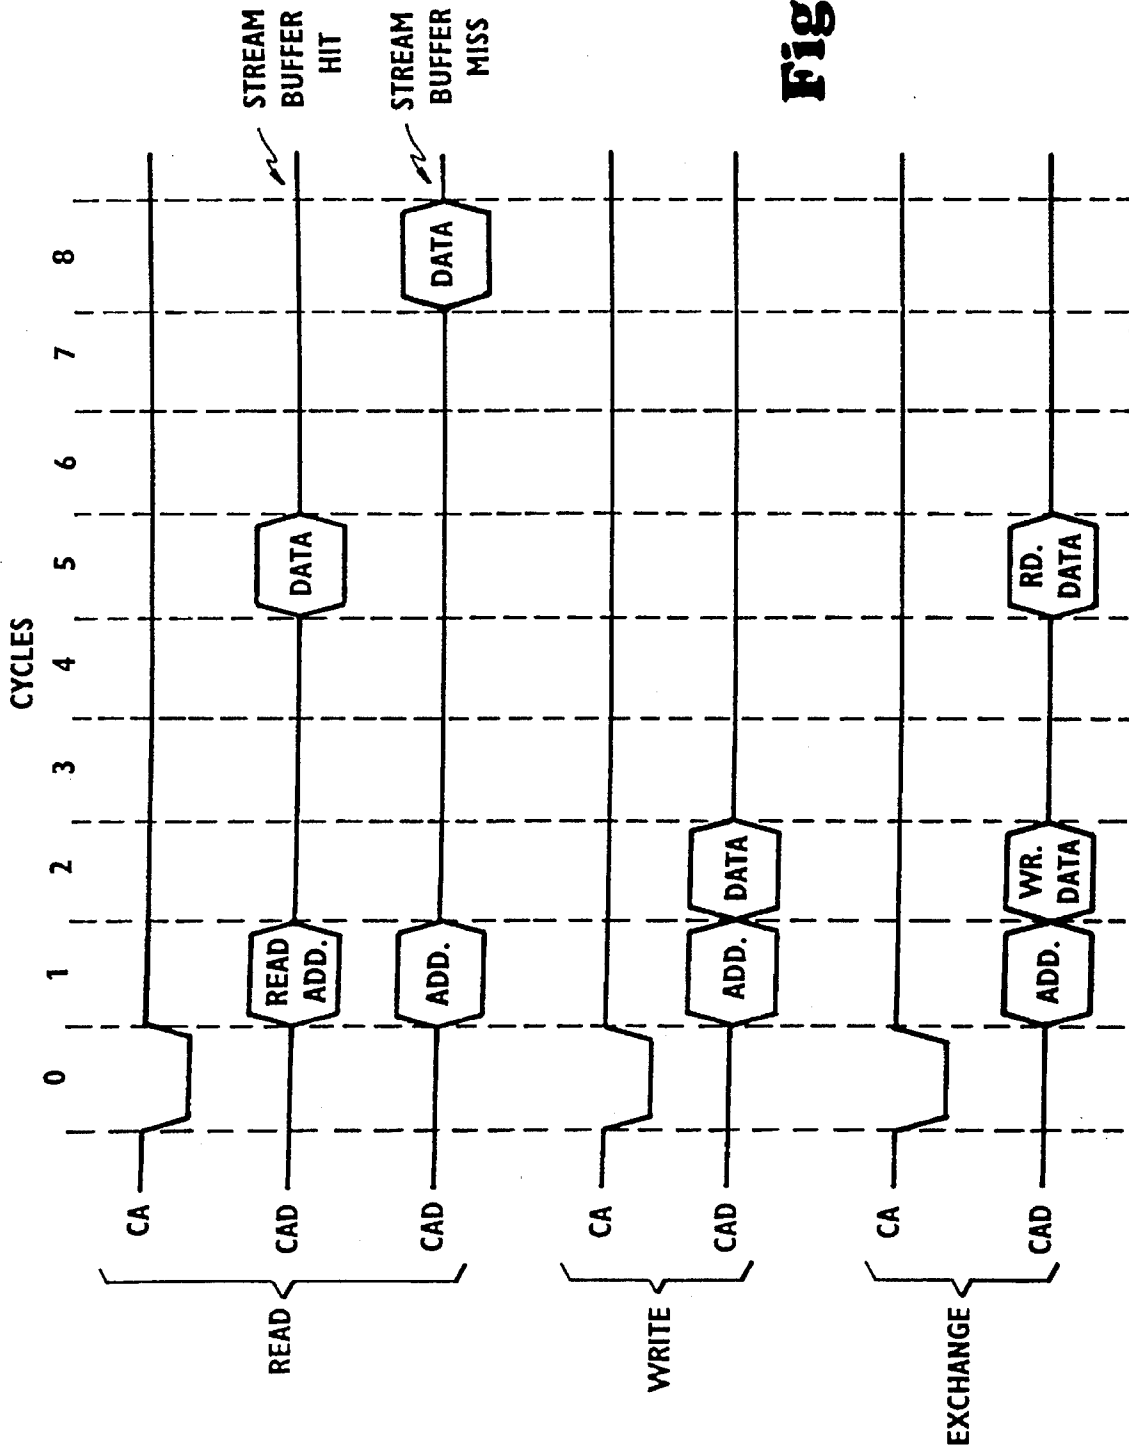 CYCLES
0 1 2 3 4 5 6 7 8
READ
CA
CAD
READ
ADD.
DATA
STREAM
BUFFER
HIT
CAD
ADD.
DATA
STREAM
BUFFER
MISS
WRITE
CA
CAD
ADD.
DATA
EXCHANGE
CA
CAD
ADD.
WR.
DATA
RD.
DATA
Fig